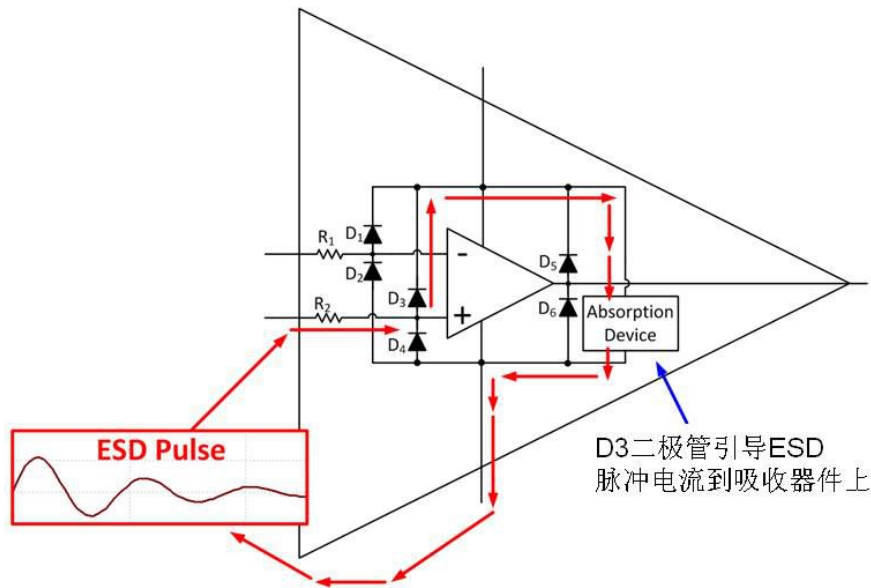 R₁
D₁
-
D₂
D₅
R₂
D₃
+
D₆
Absorption
Device
D₄
ESD Pulse
D3二极管引导ESD
脉冲电流到吸收器件上